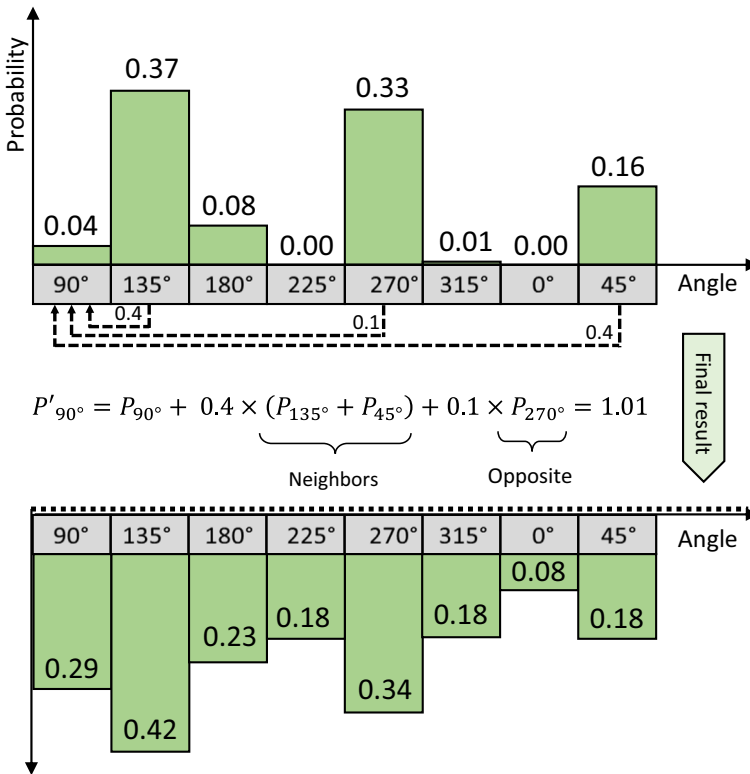 Probability
0.04 0.37 0.08 0.00 0.33 0.01 0.00 0.16
90° 135° 180° 225° 270° 315° 0° 45° Angle
0.4 0.1 0.4
Final result
P'₉₀° = P₉₀° + 0.4 × (P₁₃₅° + P₄₅°) + 0.1 × P₂₇₀° = 1.01
Neighbors Opposite
90° 135° 180° 225° 270° 315° 0° 45° Angle
0.29 0.42 0.23 0.18 0.34 0.18 0.08 0.18